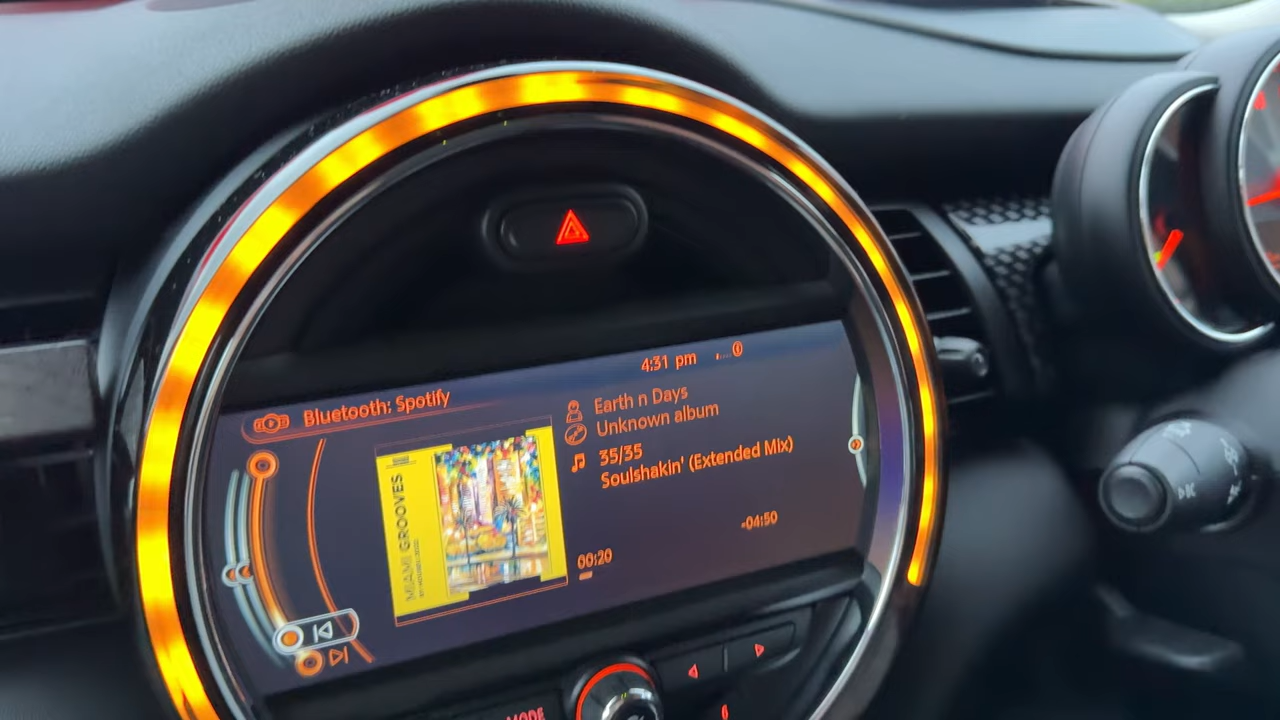 4:31 pm
Bluetooth: Spotify
Earth n Days
Unknown album
35/35
Soulshakin' (Extended Mix)
-04:50
00:20
MIAMI GROOVES
MODE